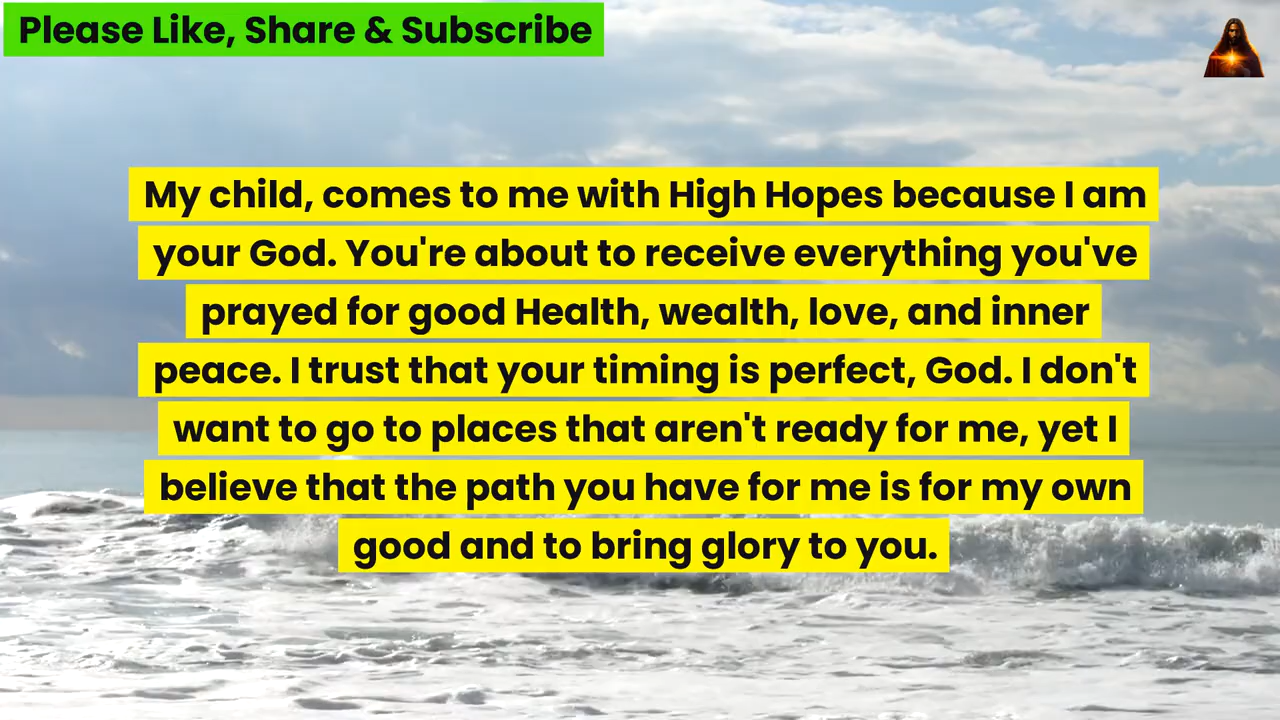 Please Like, Share & Subscribe
My child, comes to me with High Hopes because I am
your God. You're about to receive everything you've
prayed for good Health, wealth, love, and inner
peace. I trust that your timing is perfect, God. I don't
want to go to places that aren't ready for me, yet I
believe that the path you have for me is for my own
good and to bring glory to you.